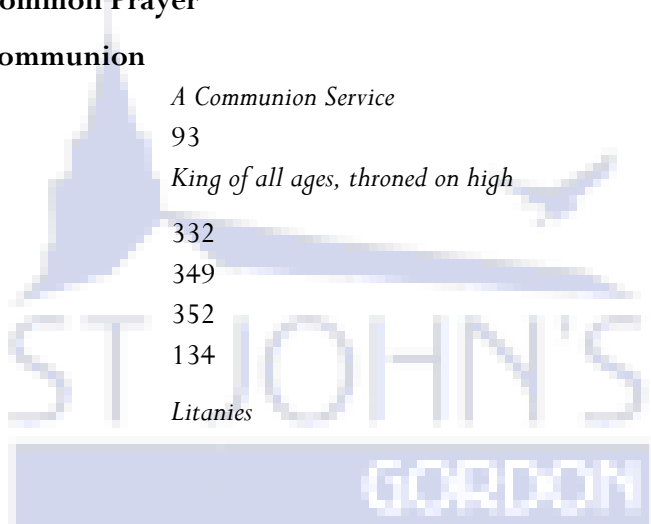 ommon Prayer
ommunion
A Communion Service
93
King of all ages, throned on high
332
349
352
134
Litanies
ST JOHN'S
GORDON